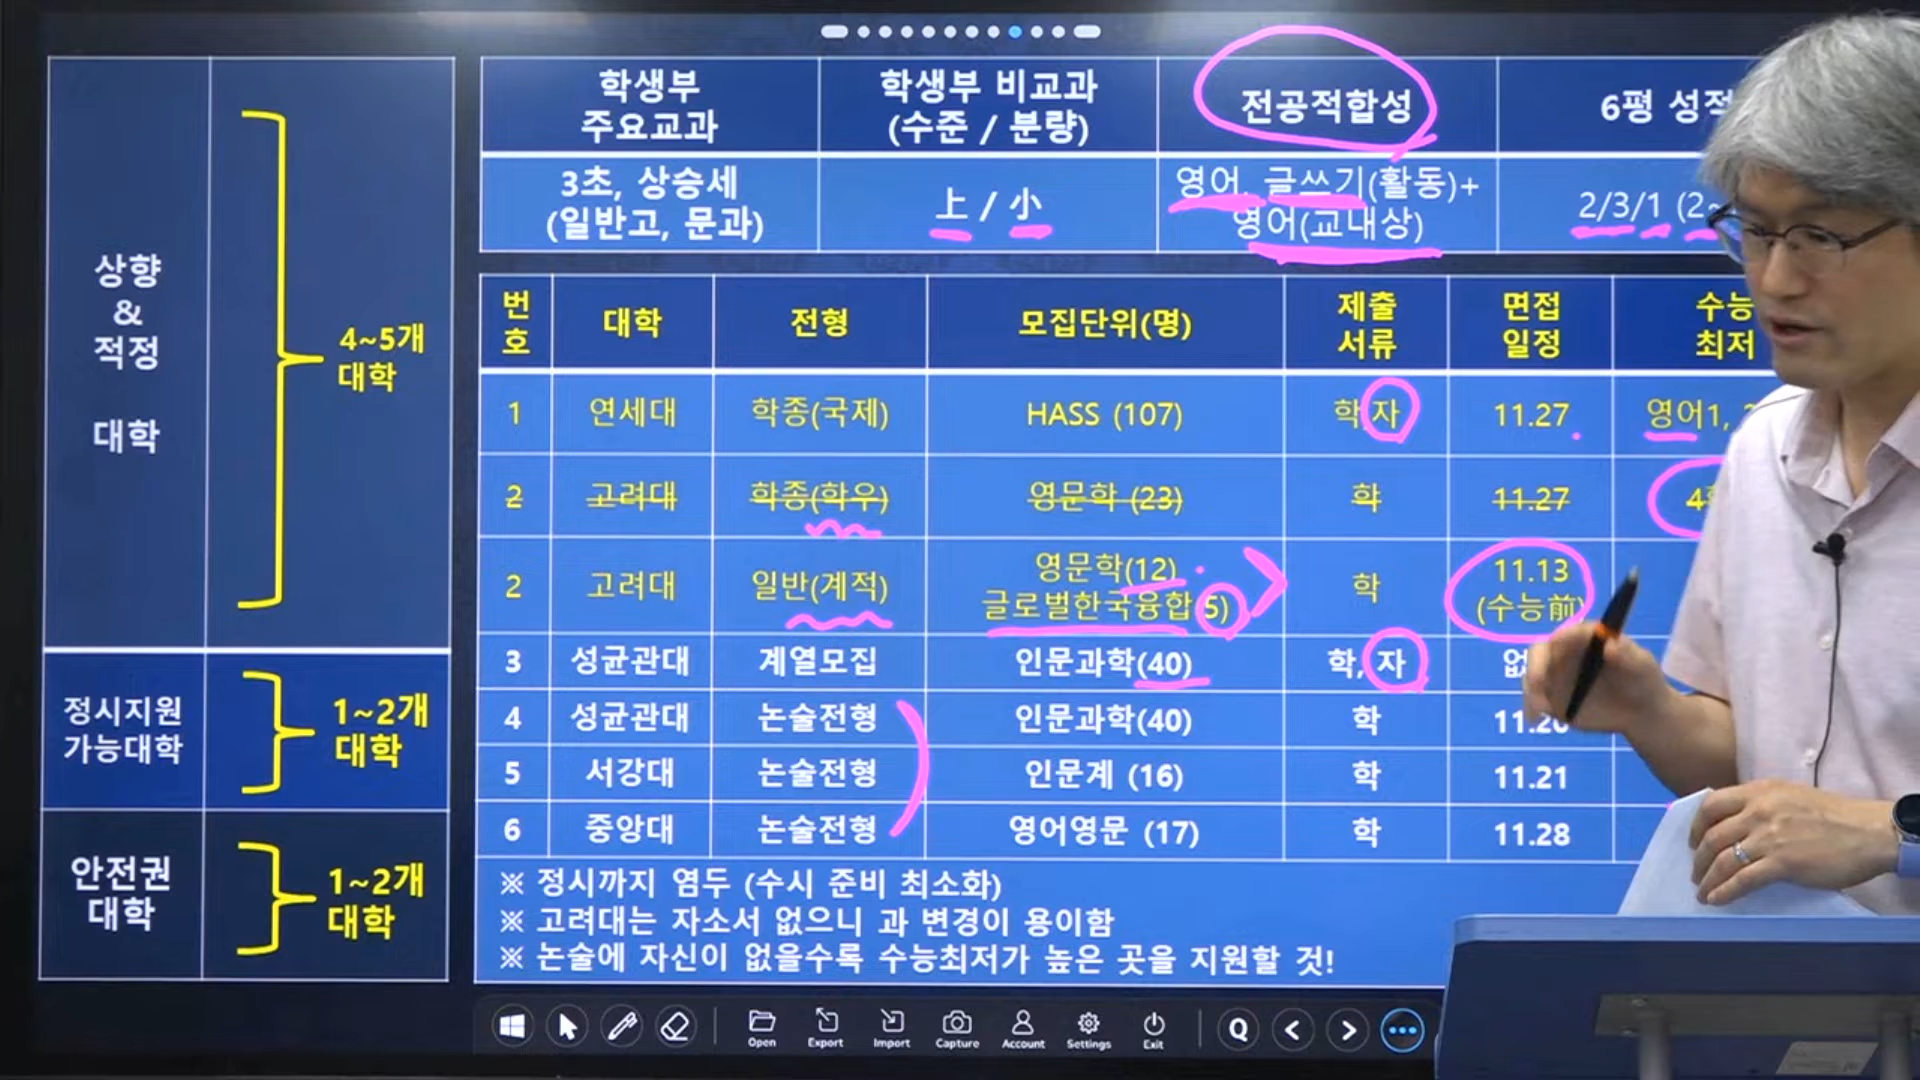 상향
&
적정
대학
4~5개
대학
정시지원
가능대학
1~2개
대학
안전권
대학
1~2개
대학
학생부
주요교과
학생부 비교과
(수준 / 분량)
전공적합성
6평 성적
3초, 상승세
(일반고, 문과)
上 / 小
영어, 글쓰기(활동)+
영어(교내상)
2/3/1 (2~
번
호
대학
전형
모집단위(명)
제출
서류
면접
일정
수능
최저
1
연세대
학종(국제)
HASS (107)
학,자
11.27
영어1,
2
고려대
학종(학우)
영문학 (23)
학
11.27
4
2
고려대
일반(계적)
영문학(12)
글로벌한국융합(5)
학
11.13
(수능前)
3
성균관대
계열모집
인문과학(40)
학, 자
4
성균관대
논술전형
인문과학(40)
학
11.20
5
서강대
논술전형
인문계 (16)
학
11.21
6
중앙대
논술전형
영어영문 (17)
학
11.28
※ 정시까지 염두 (수시 준비 최소화)
※ 고려대는 자소서 없으니 과 변경이 용이함
※ 논술에 자신이 없을수록 수능최저가 높은 곳을 지원할 것!
Open
Export
Import
Capture
Account
Settings
Exit
Q